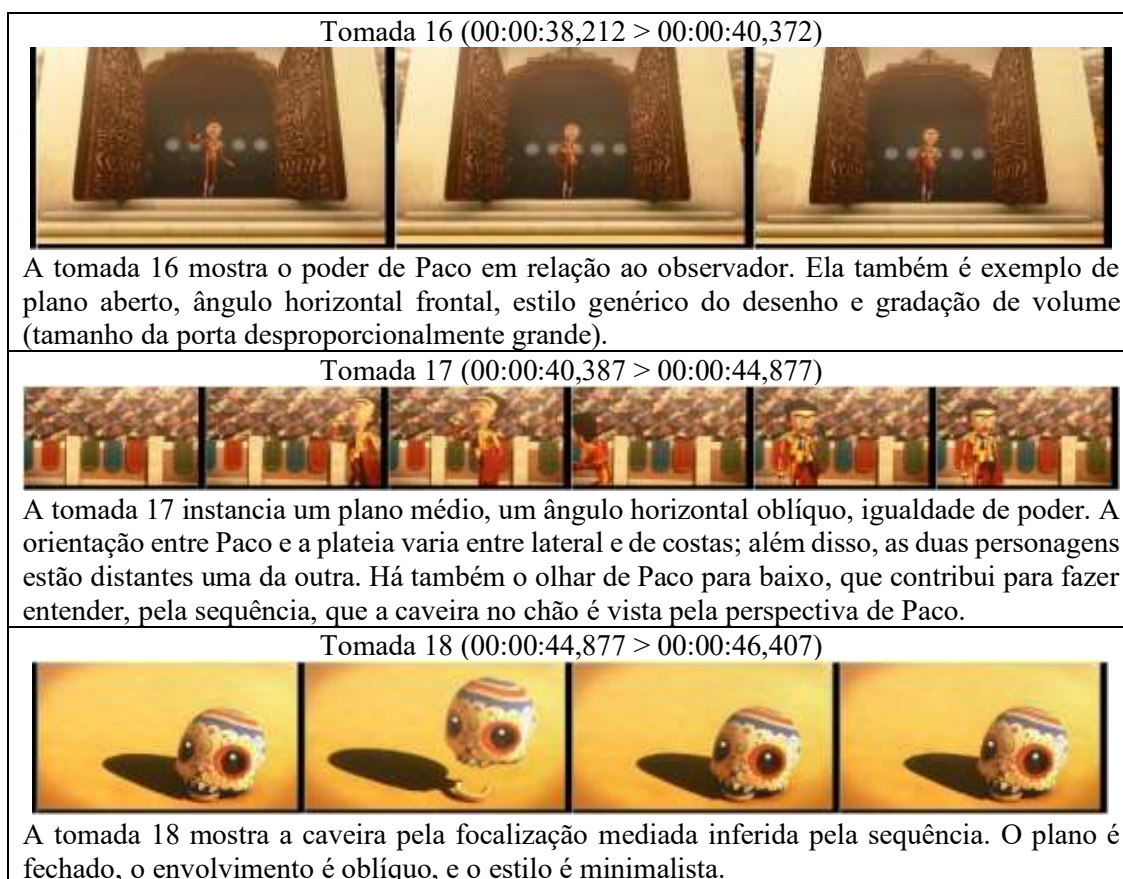 Tomada 16 (00:00:38,212 > 00:00:40,372)
A tomada 16 mostra o poder de Paco em relação ao observador. Ela também é exemplo de
plano aberto, ângulo horizontal frontal, estilo genérico do desenho e gradação de volume
(tamanho da porta desproporcionalmente grande).
Tomada 17 (00:00:40,387 > 00:00:44,877)
A tomada 17 instancia um plano médio, um ângulo horizontal oblíquo, igualdade de poder. A
orientação entre Paco e a plateia varia entre lateral e de costas; além disso, as duas personagens
estão distantes uma da outra. Há também o olhar de Paco para baixo, que contribui para fazer
entender, pela sequência, que a caveira no chão é vista pela perspectiva de Paco.
Tomada 18 (00:00:44,877 > 00:00:46,407)
A tomada 18 mostra a caveira pela focalização mediada inferida pela sequência. O plano é
fechado, o envolvimento é oblíquo, e o estilo é minimalista.